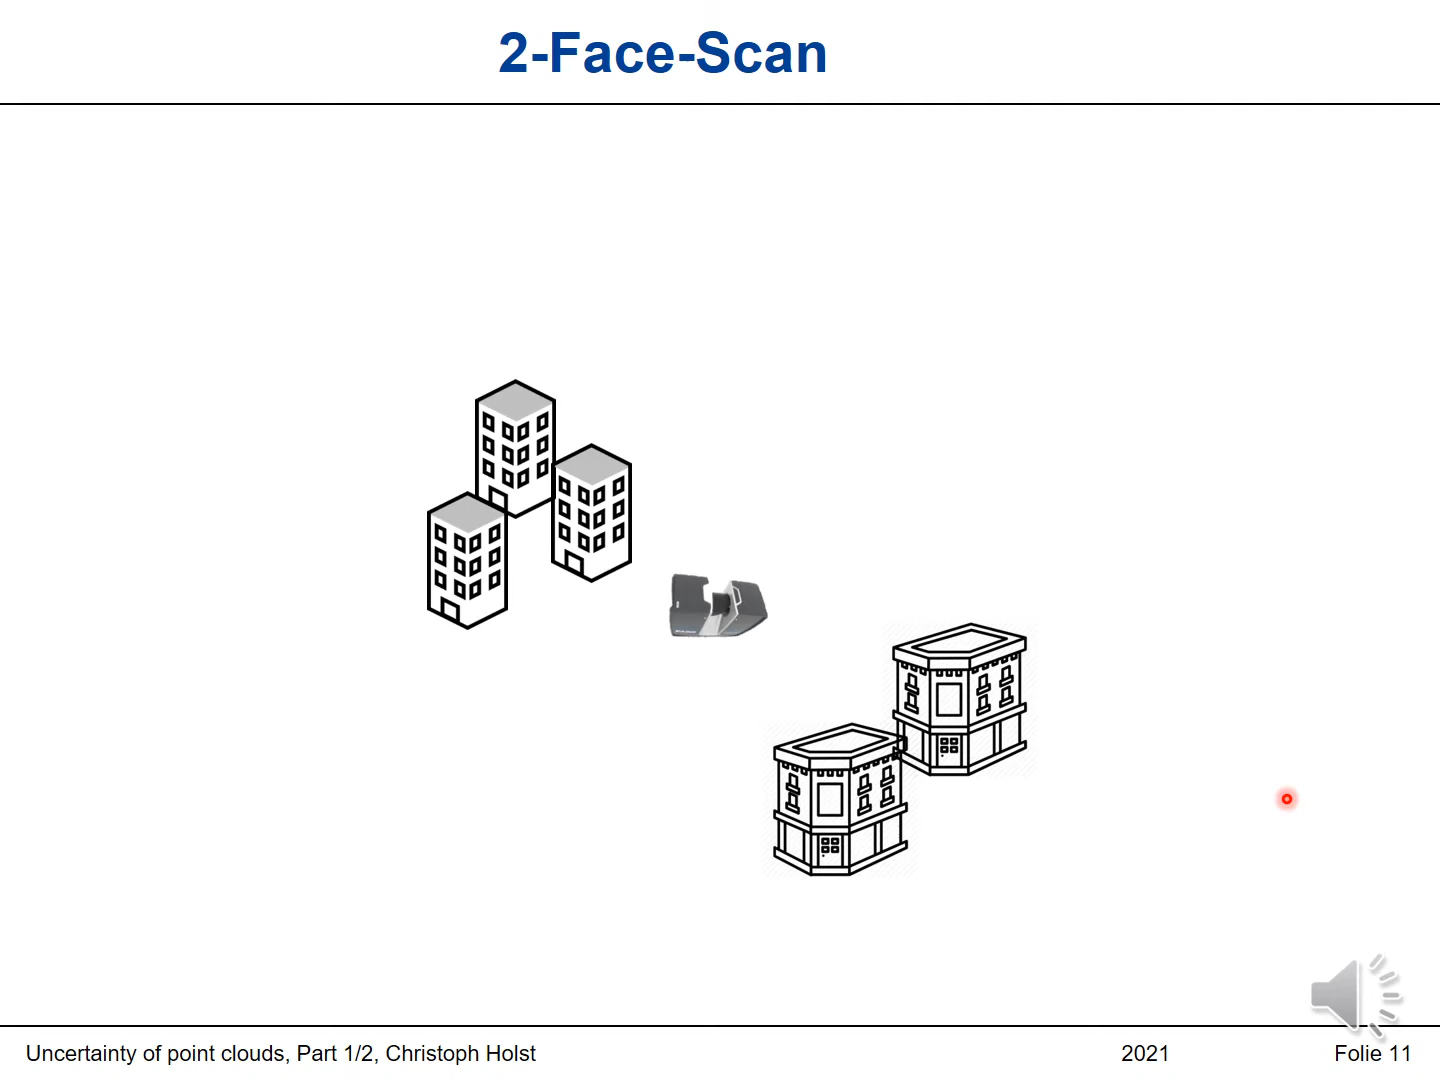 2-Face-Scan
Uncertainty of point clouds, Part 1/2, Christoph Holst
2021
Folie 11